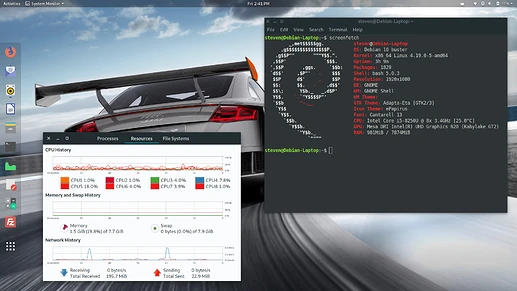 Activities System Monitor
Fri 2:41 PM
steven@Debian-Laptop: ~
File Edit View Search Terminal Help
steven@Debian-Laptop:~$ screenfetch
steven@Debian-Laptop
OS: Debian 10 buster
Kernel: x86_64 Linux 4.19.0-5-amd64
Uptime: 3h 9m
Packages: 1829
Shell: bash 5.0.3
Resolution: 1920x1080
DE: GNOME
WM: GNOME Shell
WM Theme:
GTK Theme: Adapta-Eta [GTK2/3]
Icon Theme: ePapirus
Font: Cantarell 13
CPU: Intel Core i5-8250U @ 8x 3.4GHz [25.0°C]
GPU: Mesa DRI Intel(R) UHD Graphics 620 (Kabylake GT2)
RAM: 981MiB / 7874MiB
steven@Debian-Laptop:~$
Processes Resources File Systems
CPU History
CPU1 1.0% CPU2 1.0% CPU3 4.0% CPU4 7.8%
CPU5 18.0% CPU6 4.0% CPU7 3.9% CPU8 1.0%
Memory and Swap History
Memory
1.5 GiB (19.8%) of 7.7 GiB
Swap
0 bytes (0.0%) of 7.9 GiB
Network History
Receiving 0 bytes/s
Total Received 195.7 MiB
Sending 0 bytes/s
Total Sent 22.9 MiB